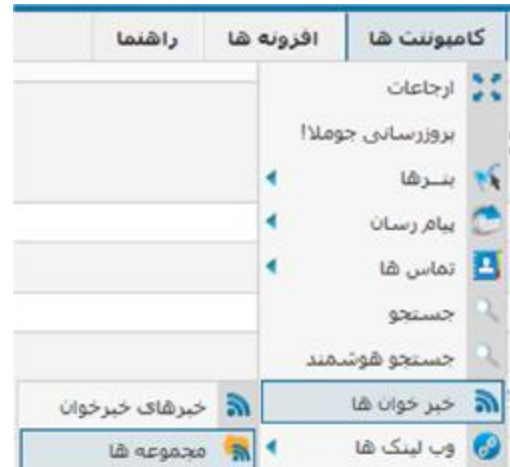 کامپوننت ها افزونه ها راهنما
ارجاعات
بروزرسانی جوملا!
بنـرها
پیام رسان
تماس ها
جستجو
جستجو هوشمند
خبر خوان ها
خبرهای خبرخوان
وب لینک ها
مجموعه ها